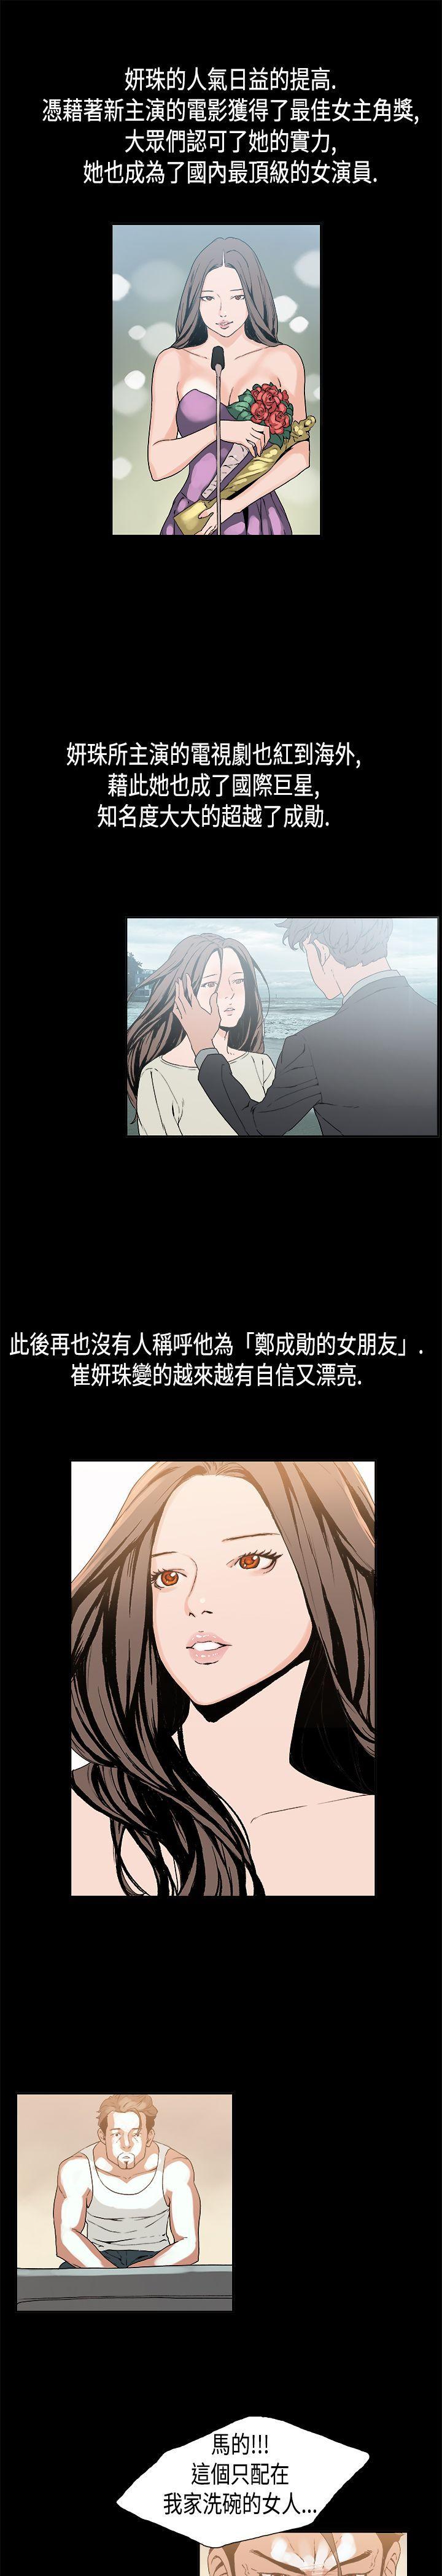 妍珠的人氣日益的提高.
憑藉著新主演的電影獲得了最佳女主角獎,
大眾們認可了她的實力,
她也成為了國內最頂級的女演員.
妍珠所主演的電視劇也紅到海外,
藉此她也成了國際巨星,
知名度大大的超越了成勛.
此後再也沒有人稱呼他為「鄭成勛的女朋友」.
崔妍珠變的越來越有自信又漂亮.
馬的!!!
這個只配在
我家洗碗的女人...